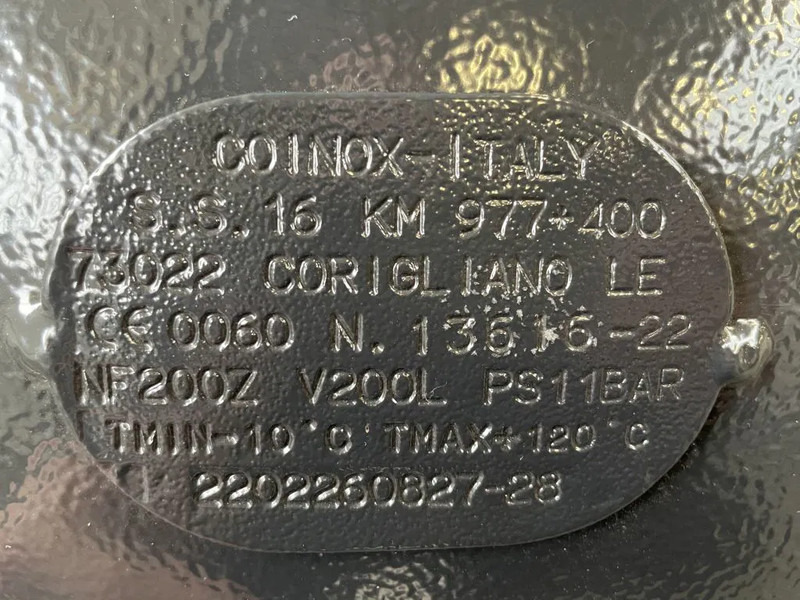 COINOX-ITALY
S.S. 16 KM 977+400
73022 CORIGLIANO LE
CE 0060 N. 13616-22
NF200Z V200L PS11BAR
TMIN-10°C TMAX+120°C
2202260827-28